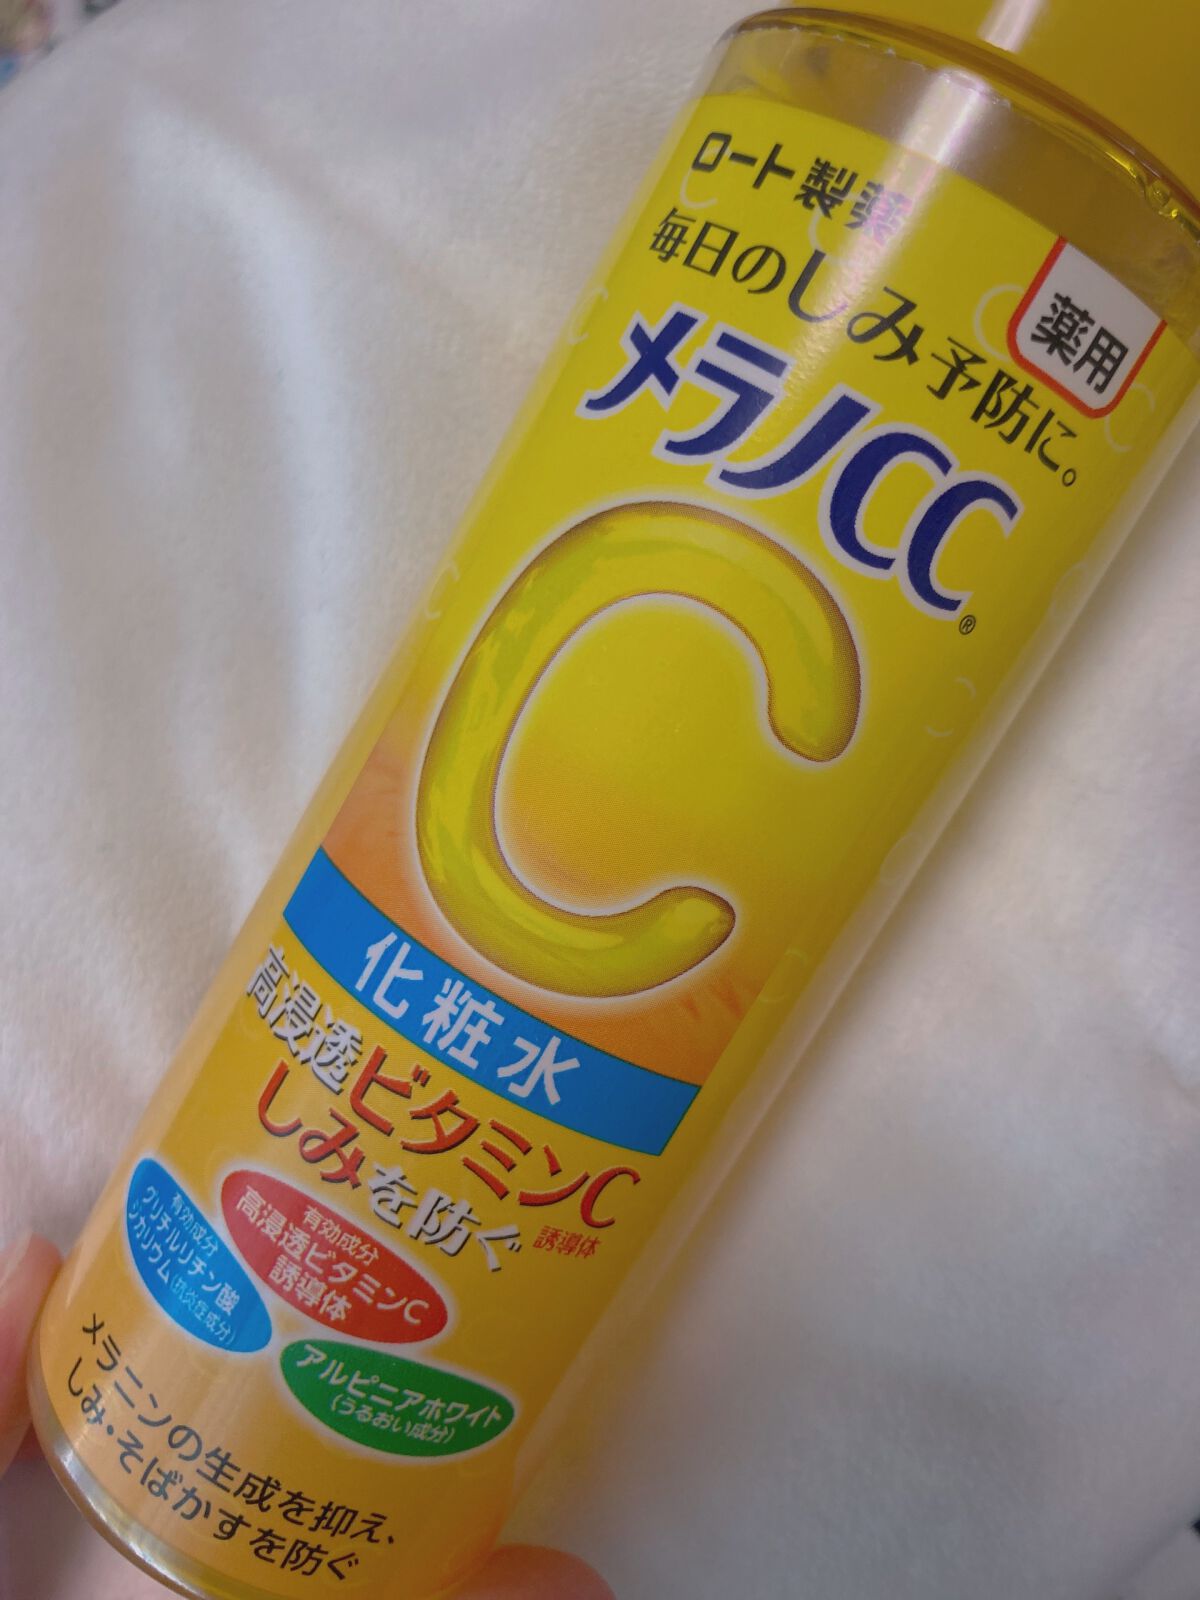 ロート製薬
毎日のしみ予防に。
薬用
メラノCC®
C
化粧水
高浸透ビタミンC
誘導体
しみを防ぐ
有効成分
グリチルリチン酸
ジカリウム(抗炎症成分)
有効成分
高浸透ビタミンC
誘導体
アルピニアホワイト
(うるおい成分)
メラニンの生成を抑え、
しみ・そばかすを防ぐ